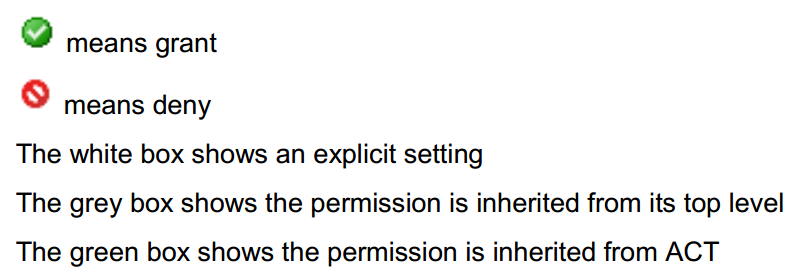 means grant
means deny
The white box shows an explicit setting
The grey box shows the permission is inherited from its top level
The green box shows the permission is inherited from ACT